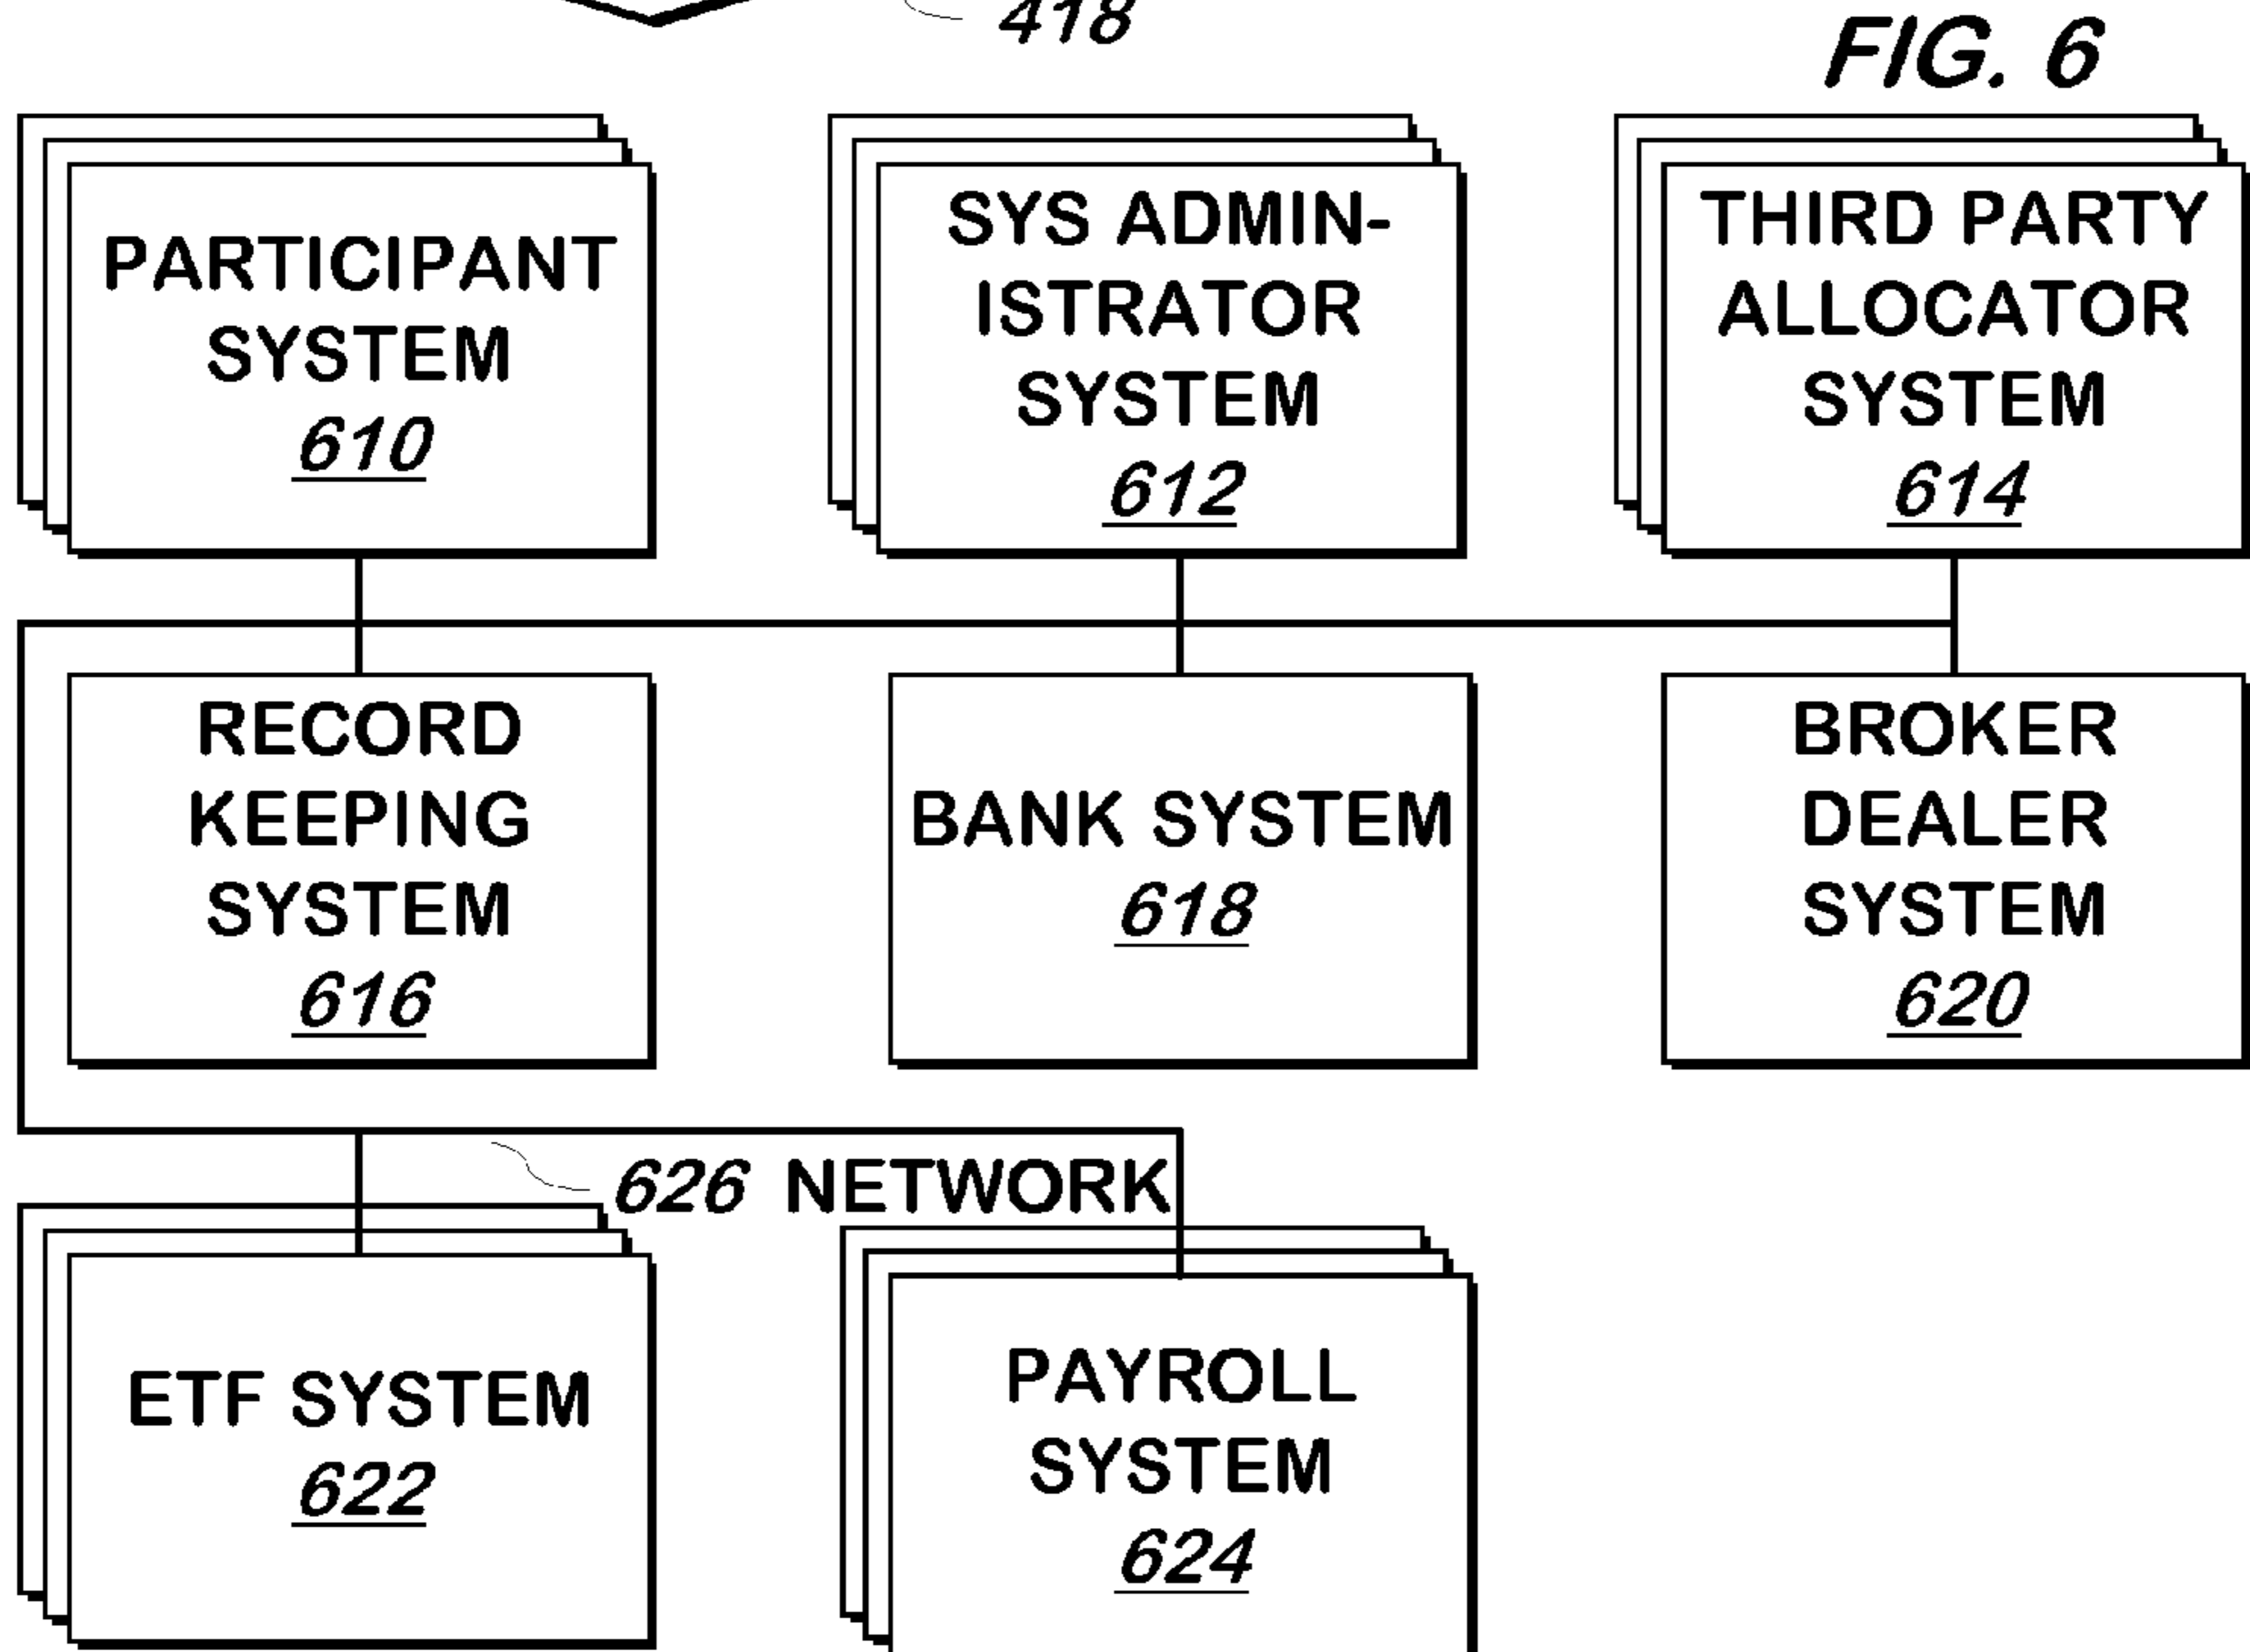 418
FIG. 6
PARTICIPANT
SYSTEM
610
SYS ADMIN-
ISTRATOR
SYSTEM
612
THIRD PARTY
ALLOCATOR
SYSTEM
614
RECORD
KEEPING
SYSTEM
616
BANK SYSTEM
618
BROKER
DEALER
SYSTEM
620
626 NETWORK
ETF SYSTEM
622
PAYROLL
SYSTEM
624